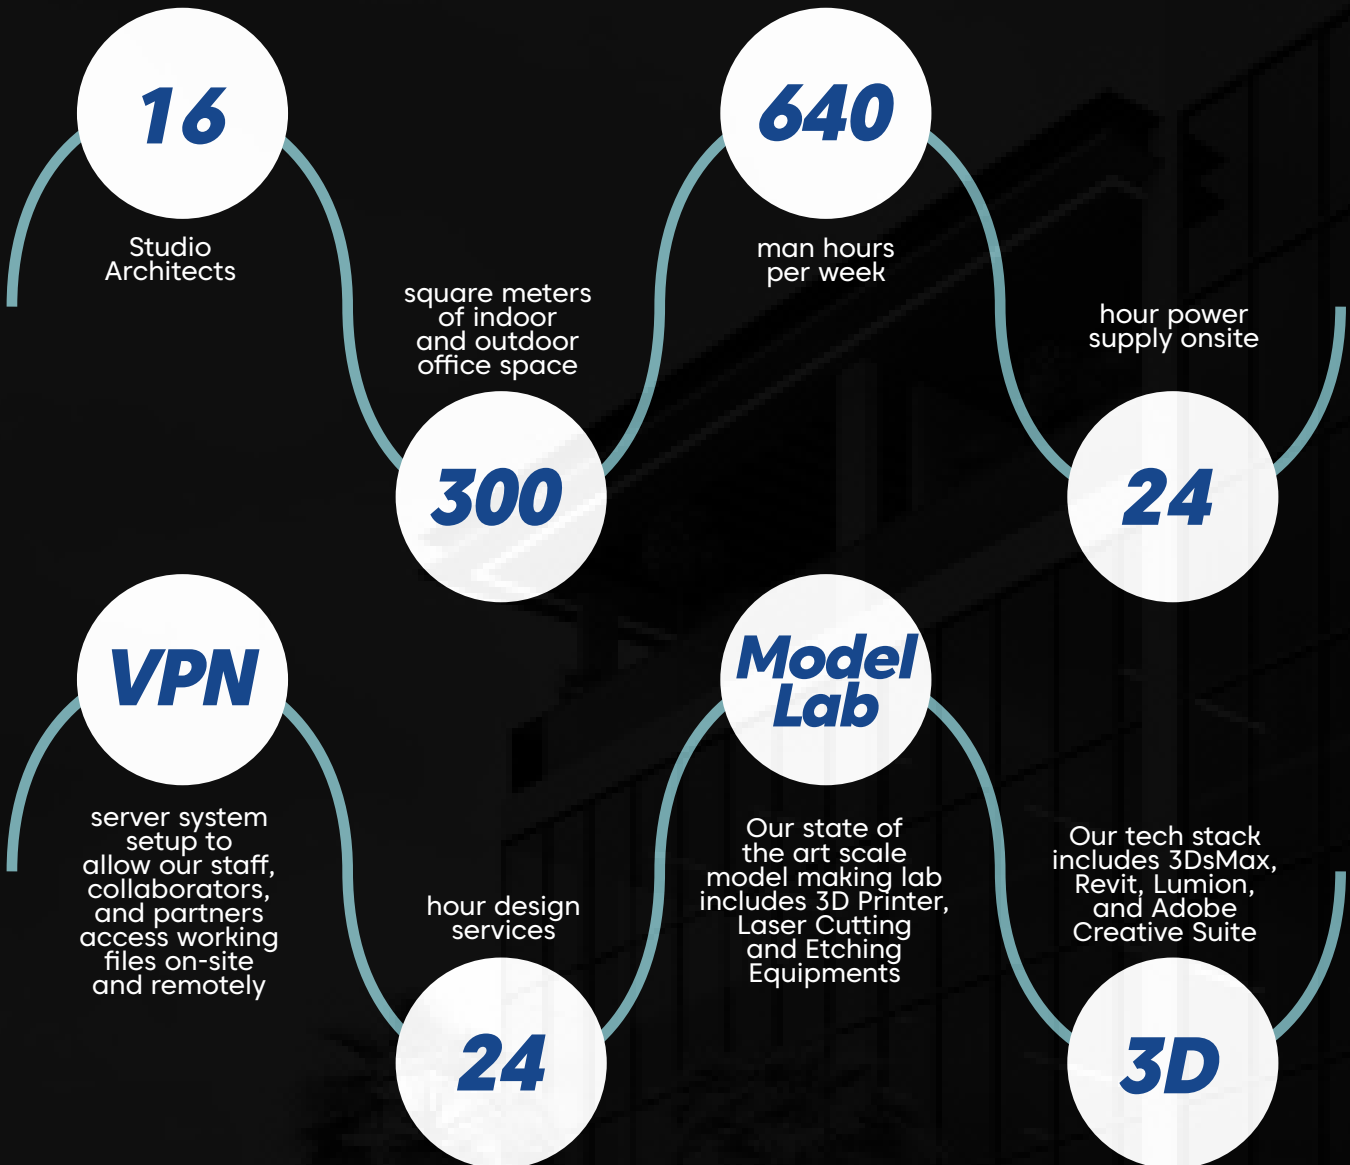 16
Studio
Architects
square meters
of indoor
and outdoor
office space
300
640
man hours
per week
hour power
supply onsite
24
VPN
server system
setup to
allow our staff,
collaborators,
and partners
access working
files on-site
and remotely
hour design
services
24
Model
Lab
Our state of
the art scale
model making lab
includes 3D Printer,
Laser Cutting
and Etching
Equipments
Our tech stack
includes 3DsMax,
Revit, Lumion,
and Adobe
Creative Suite
3D